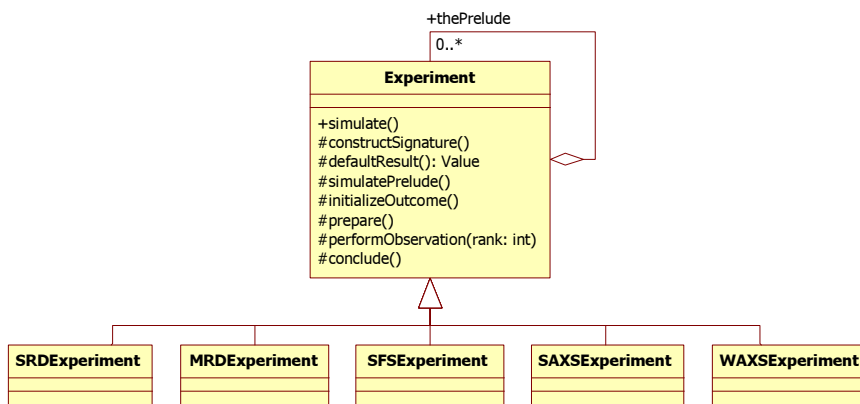 +thePrelude
0..*
Experiment
+simulate()
#constructSignature()
#defaultResult(): Value
#simulatePrelude()
#initializeOutcome()
#prepare()
#performObservation(rank: int)
#conclude()
SRDExperiment
MRDExperiment
SFSExperiment
SAXSExperiment
WAXSExperiment